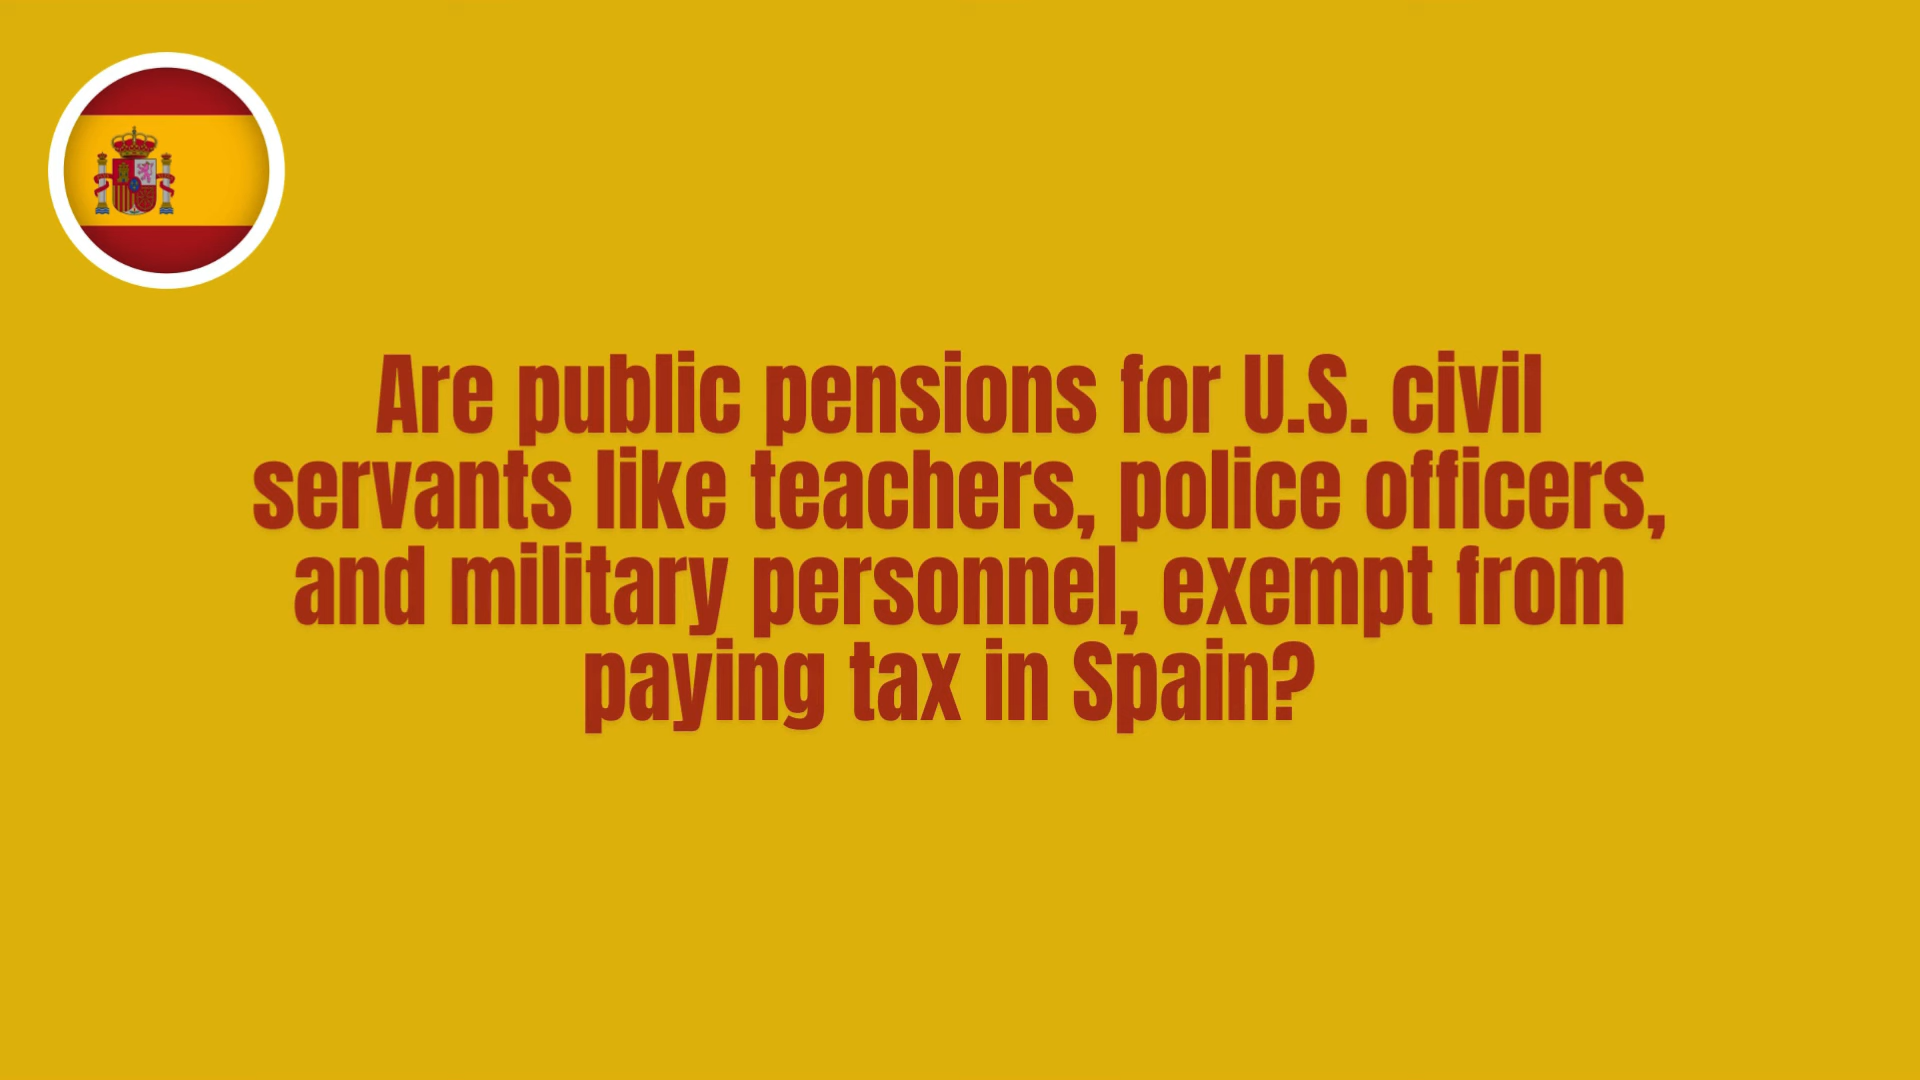 Are public pensions for U.S. civil
servants like teachers, police officers,
and military personnel, exempt from
paying tax in Spain?